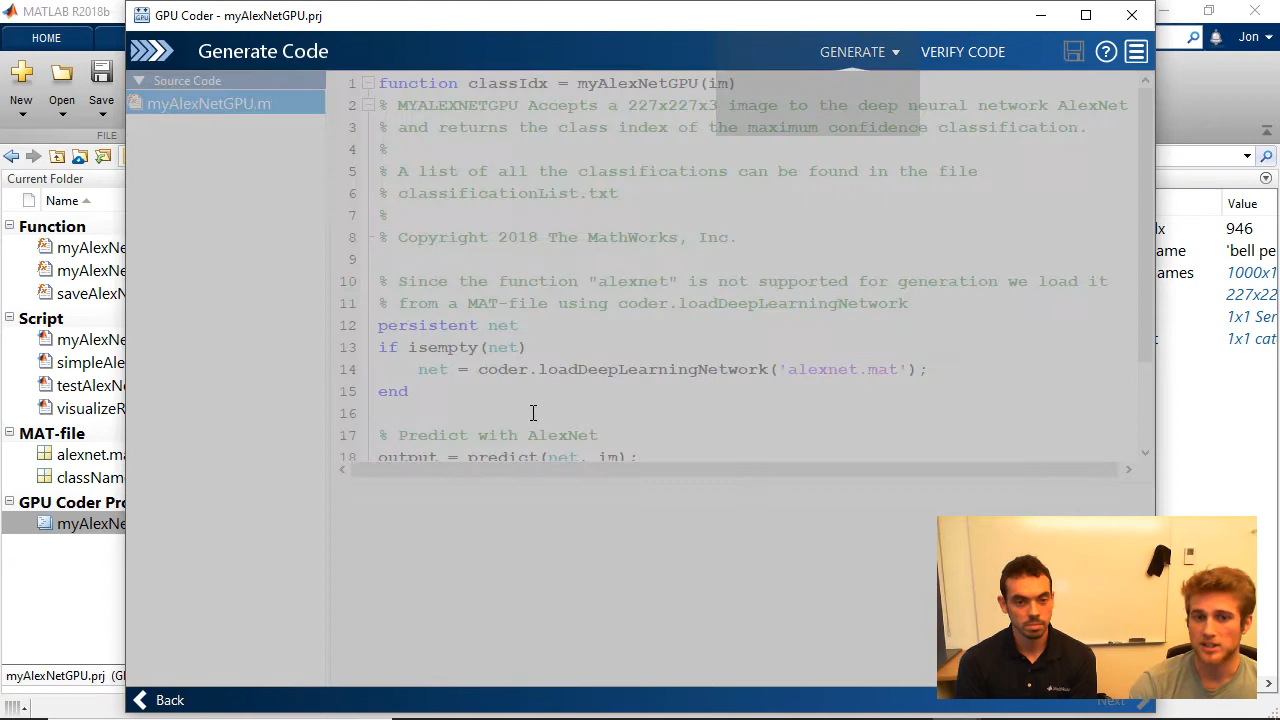 MATLAB R2018b
GPU Coder - myAlexNetGPU.prj
HOME
Generate Code
GENERATE
VERIFY CODE
Jon
New
Open
Save
FILE
Current Folder
Name
Function
myAlexNe
myAlexNe
saveAlexN
Script
myAlexNe
simpleAle
testAlexNe
visualizeR
MAT-file
alexnet.ma
classNam
GPU Coder Pro
myAlexNe
myAlexNetGPU.prj (GP
Source Code
myAlexNetGPU.m
1 function classIdx = myAlexNetGPU(im)
2 % MYALEXNETGPU Accepts a 227x227x3 image to the deep neural network AlexNet
3 % and returns the class index of the maximum confidence classification.
4 %
5 % A list of all the classifications can be found in the file
6 % classificationList.txt
7 %
8 % Copyright 2018 The MathWorks, Inc.
9
10 % Since the function "alexnet" is not supported for generation we load it
11 % from a MAT-file using coder.loadDeepLearningNetwork
12 persistent net
13 if isempty(net)
14 net = coder.loadDeepLearningNetwork('alexnet.mat');
15 end
16
17 % Predict with AlexNet
18 output = predict(net, im);
Value
dx 946
ame 'bell pe
ames 1000x1
227x22
1x1 Ser
t 1x1 cat
Back
Next